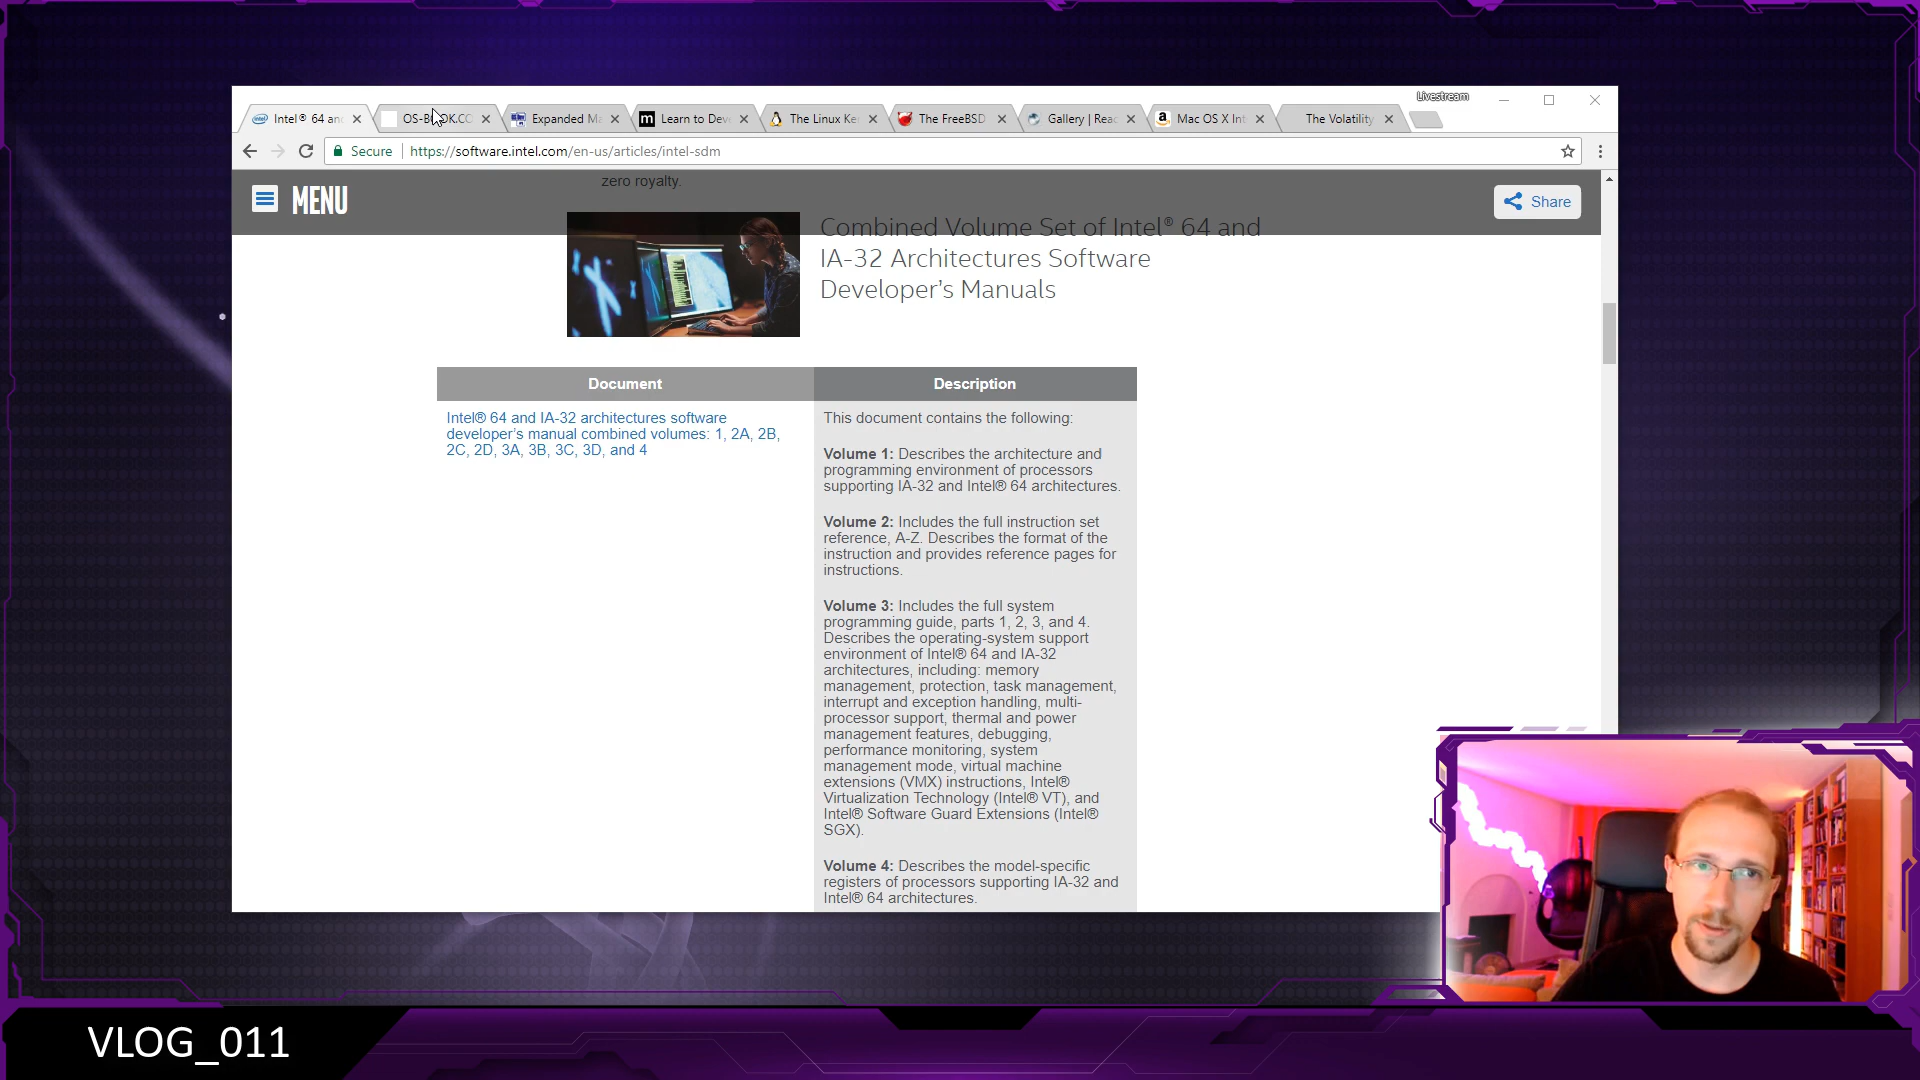 Livestream
Intel® 64 an
OS-BOOK.CO
Expanded Ma
m Learn to Dev
The Linux Ke
The FreeBSD
Gallery | Reac
a Mac OS X Int
The Volatility
Secure https://software.intel.com/en-us/articles/intel-sdm
zero royalty.
MENU
Share
Combined Volume Set of Intel® 64 and
IA-32 Architectures Software
Developer's Manuals
Document
Description
Intel® 64 and IA-32 architectures software
developer's manual combined volumes: 1, 2A, 2B,
2C, 2D, 3A, 3B, 3C, 3D, and 4
This document contains the following:
Volume 1: Describes the architecture and
programming environment of processors
supporting IA-32 and Intel® 64 architectures.
Volume 2: Includes the full instruction set
reference, A-Z. Describes the format of the
instruction and provides reference pages for
instructions.
Volume 3: Includes the full system
programming guide, parts 1, 2, 3, and 4.
Describes the operating-system support
environment of Intel® 64 and IA-32
architectures, including: memory
management, protection, task management,
interrupt and exception handling, multi-
processor support, thermal and power
management features, debugging,
performance monitoring, system
management mode, virtual machine
extensions (VMX) instructions, Intel®
Virtualization Technology (Intel® VT), and
Intel® Software Guard Extensions (Intel®
SGX).
Volume 4: Describes the model-specific
registers of processors supporting IA-32 and
Intel® 64 architectures.
VLOG_011